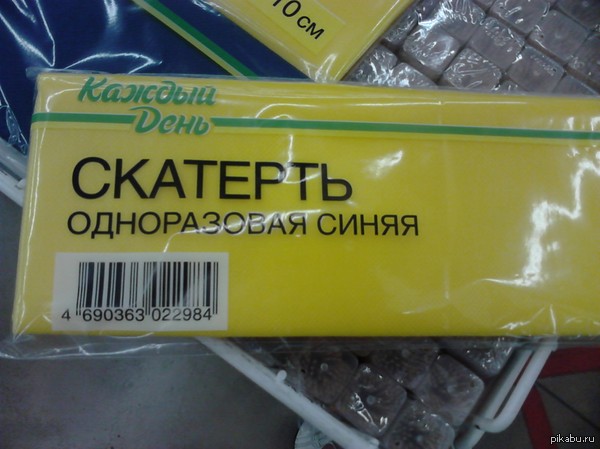 10 см
Каждый
День
СКАТЕРТЬ
ОДНОРАЗОВАЯ СИНЯЯ
4 690363 022984
pikabu.ru